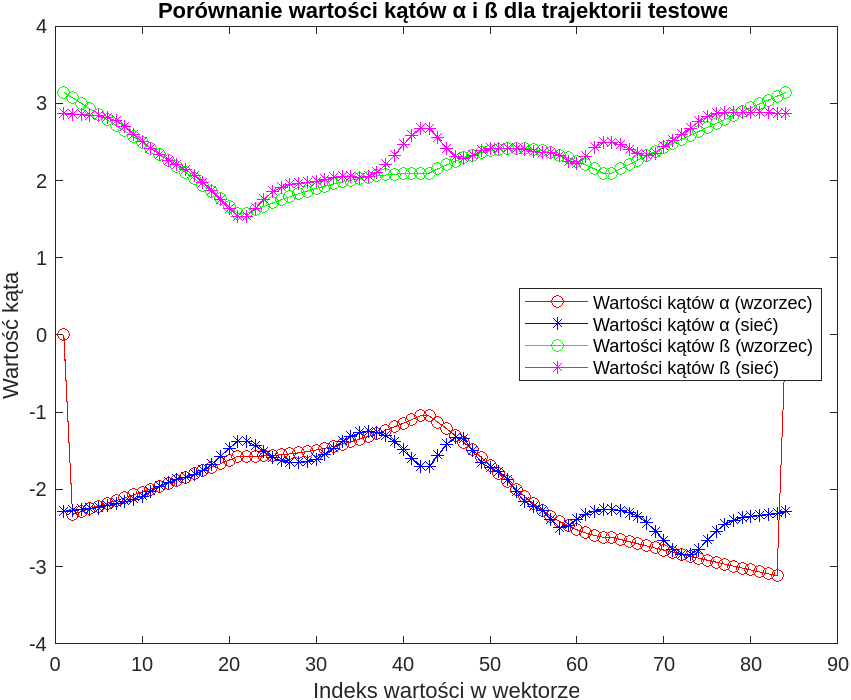 Porównanie wartości kątów α i ß dla trajektorii testowe
4
3
2
1
0
-1
-2
-3
-4
Wartość kąta
Wartości kątów α (wzorzec)
Wartości kątów α (sieć)
Wartości kątów ß (wzorzec)
Wartości kątów ß (sieć)
0 10 20 30 40 50 60 70 80 90
Indeks wartości w wektorze